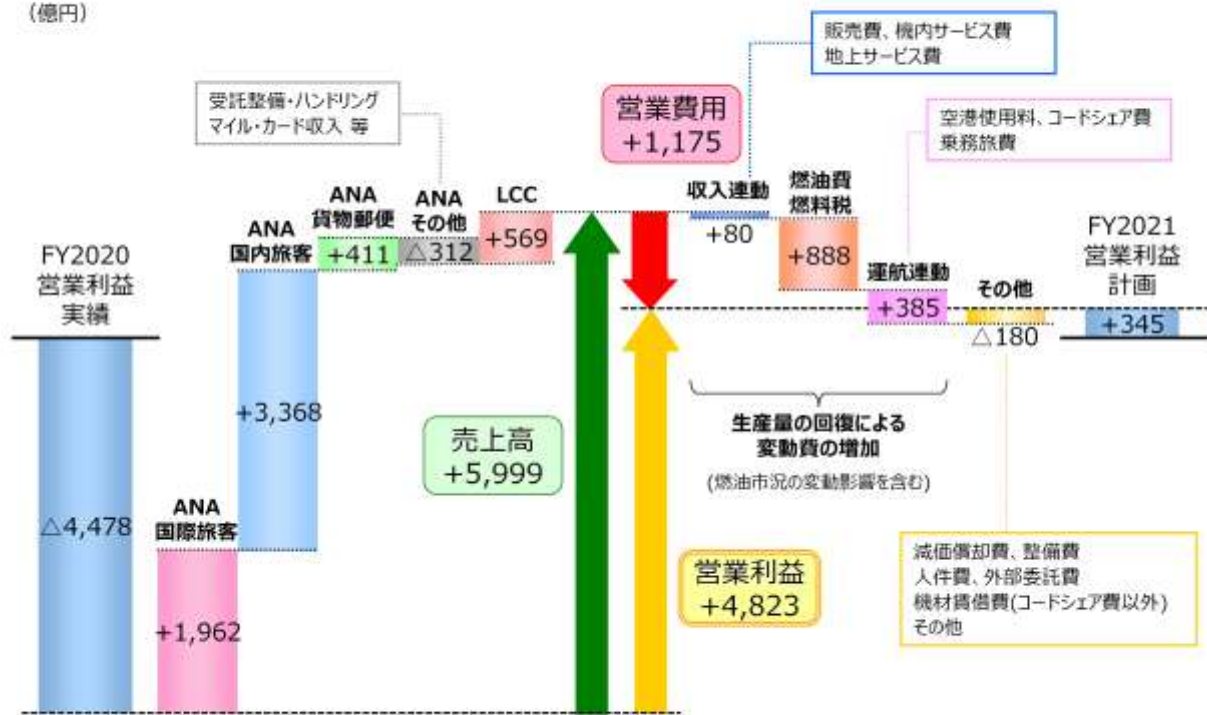 （億円）
販売費、機内サービス費
地上サービス費
受託整備・ハンドリング
マイル・カード収入 等
営業費用
+1,175
空港使用料、コードシェア費
乗務旅費
FY2020
営業利益
実績
△4,478
ANA
国際旅客
+1,962
ANA
国内旅客
+3,368
ANA
貨物郵便
+411
ANA
その他
△312
LCC
+569
売上高
+5,999
営業利益
+4,823
収入連動
+80
燃油費
燃料税
+888
運航連動
+385
その他
△180
FY2021
営業利益
計画
+345
生産量の回復による
変動費の増加
(燃油市況の変動影響を含む)
減価償却費、整備費
人件費、外部委託費
機材賃借費(コードシェア費以外)
その他